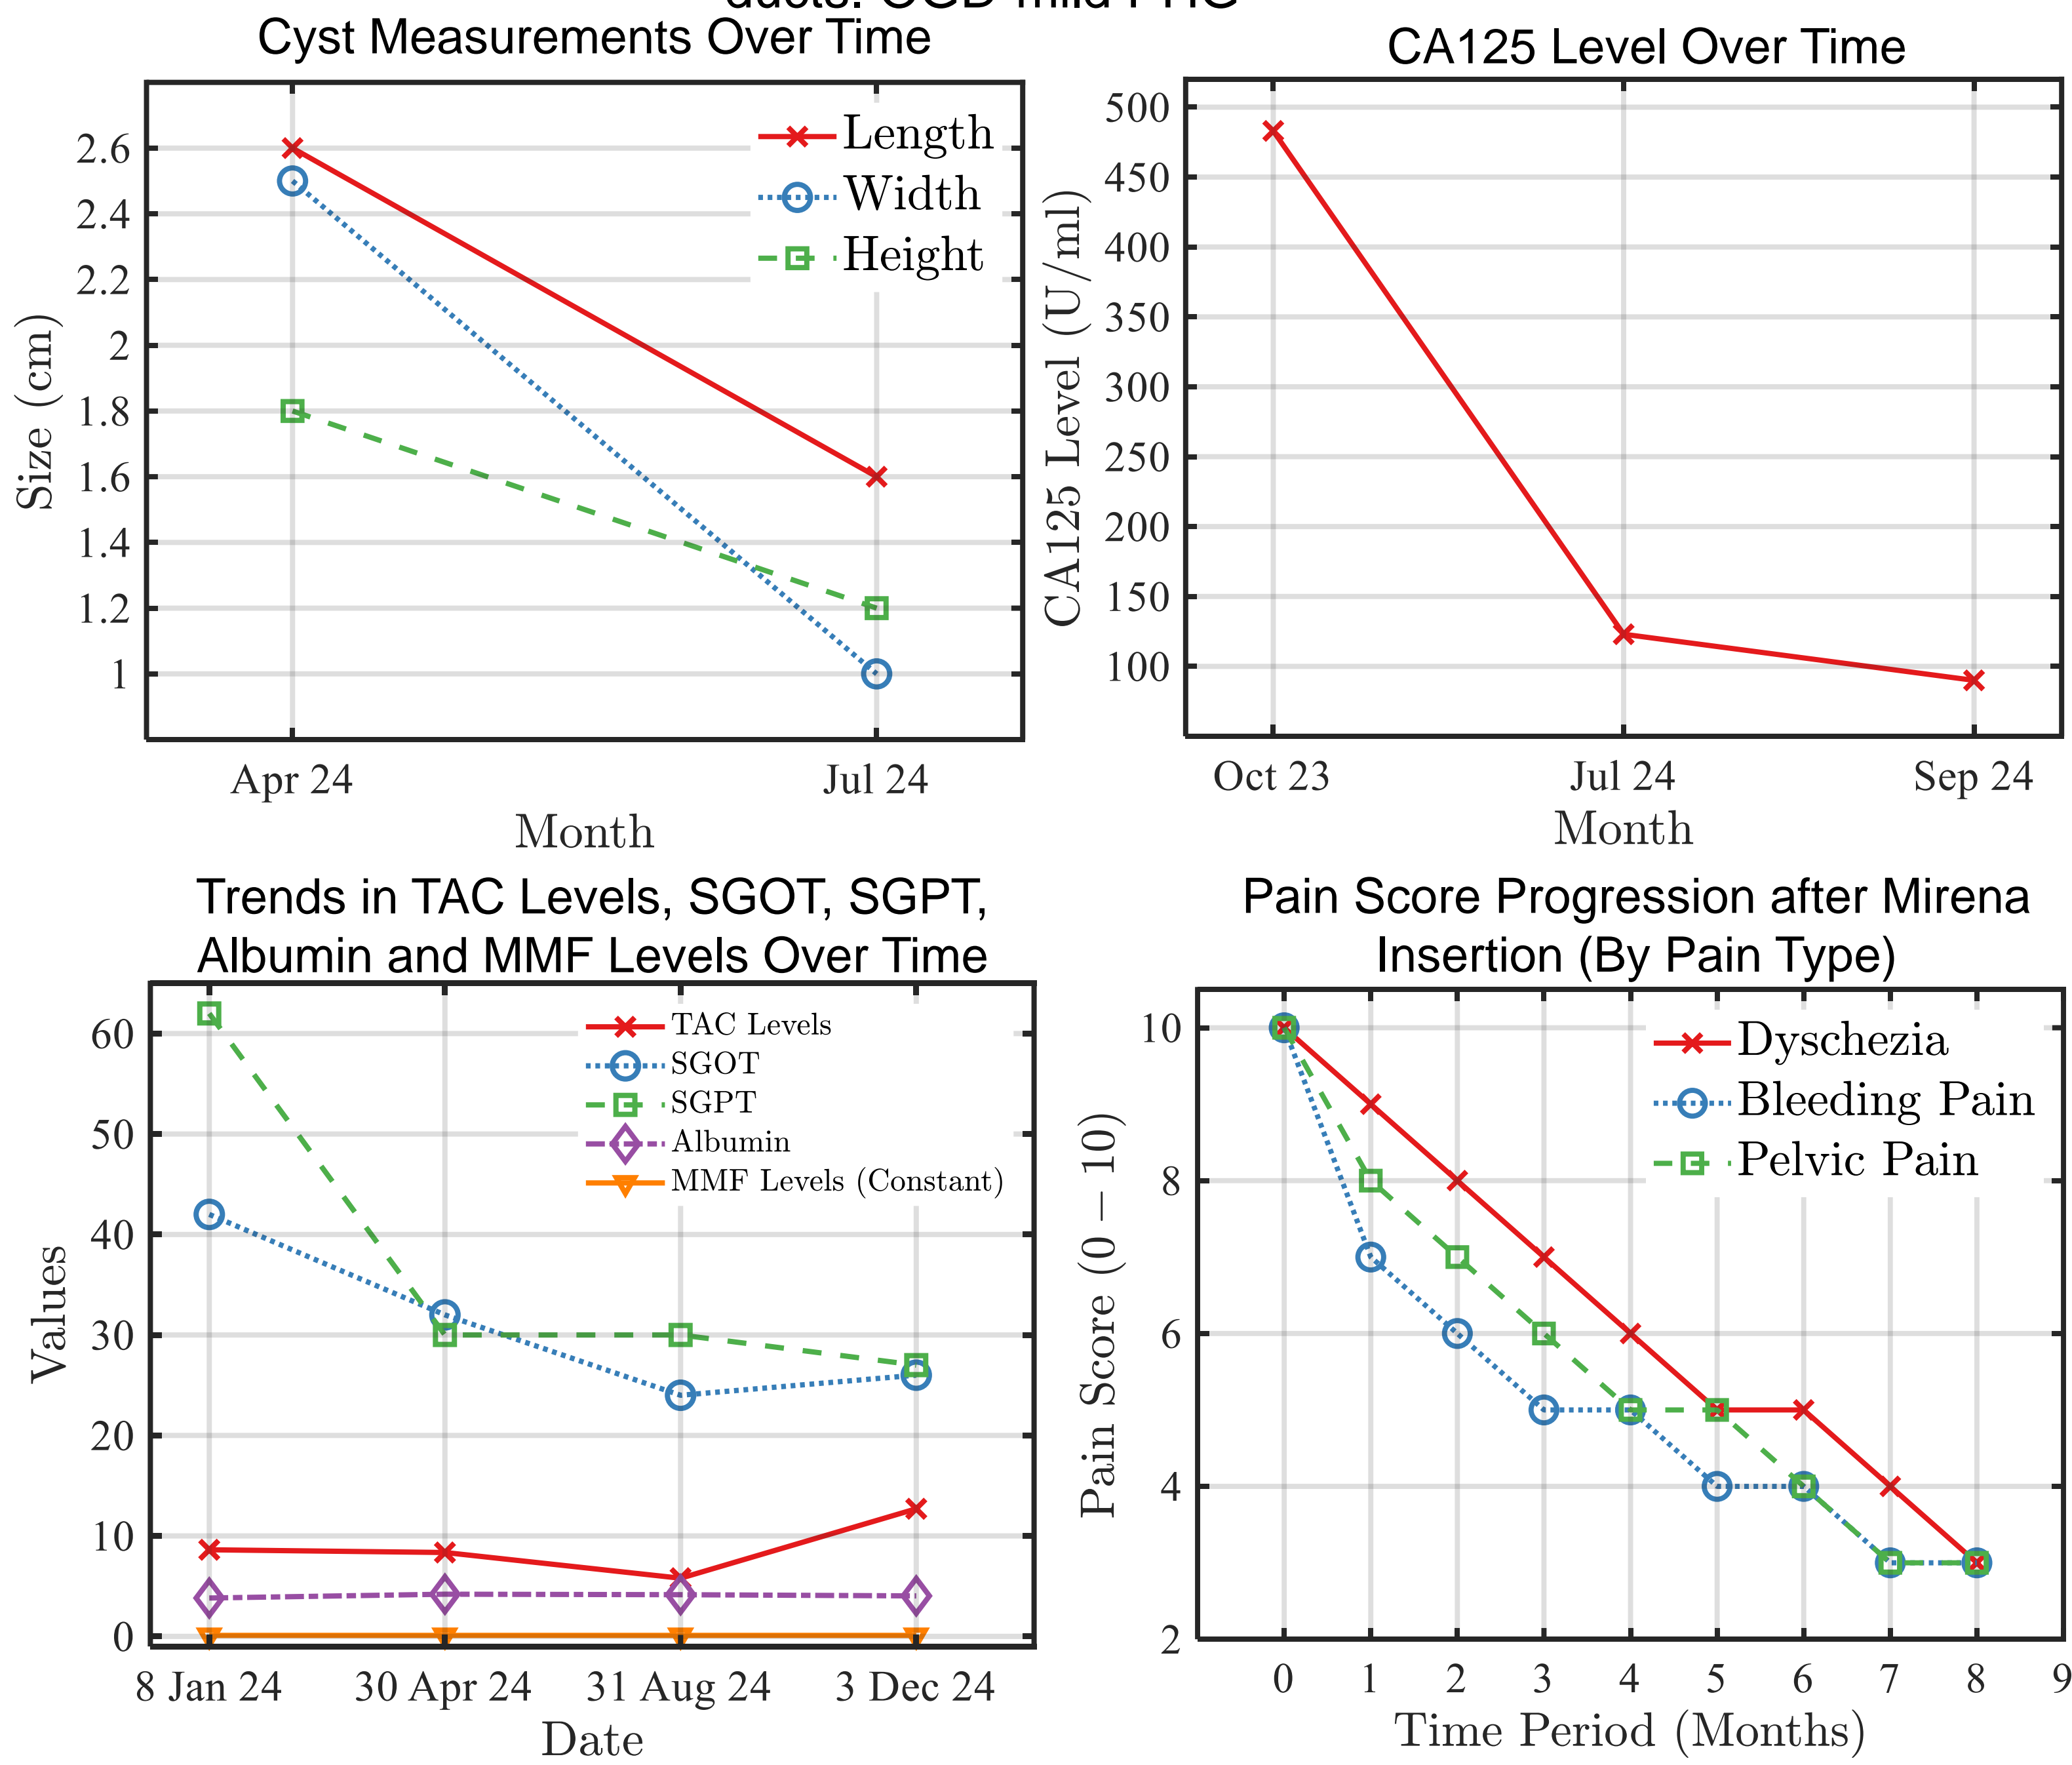 Cyst Measurements Over Time
2.6
2.4
2.2
2
1.8
1.6
1.4
1.2
1
Size (cm)
Length
Width
Height
Apr 24
Jul 24
Month
CA125 Level Over Time
500
450
400
350
300
250
200
150
100
CA125 Level (U/ml)
Oct 23
Jul 24
Sep 24
Month
Trends in TAC Levels, SGOT, SGPT,
Albumin and MMF Levels Over Time
60
50
40
30
20
10
0
Values
TAC Levels
SGOT
SGPT
Albumin
MMF Levels (Constant)
8 Jan 24
30 Apr 24
31 Aug 24
3 Dec 24
Date
Pain Score Progression after Mirena
Insertion (By Pain Type)
10
8
6
4
2
Pain Score (0 − 10)
Dyschezia
Bleeding Pain
Pelvic Pain
0 1 2 3 4 5 6 7 8 9
Time Period (Months)